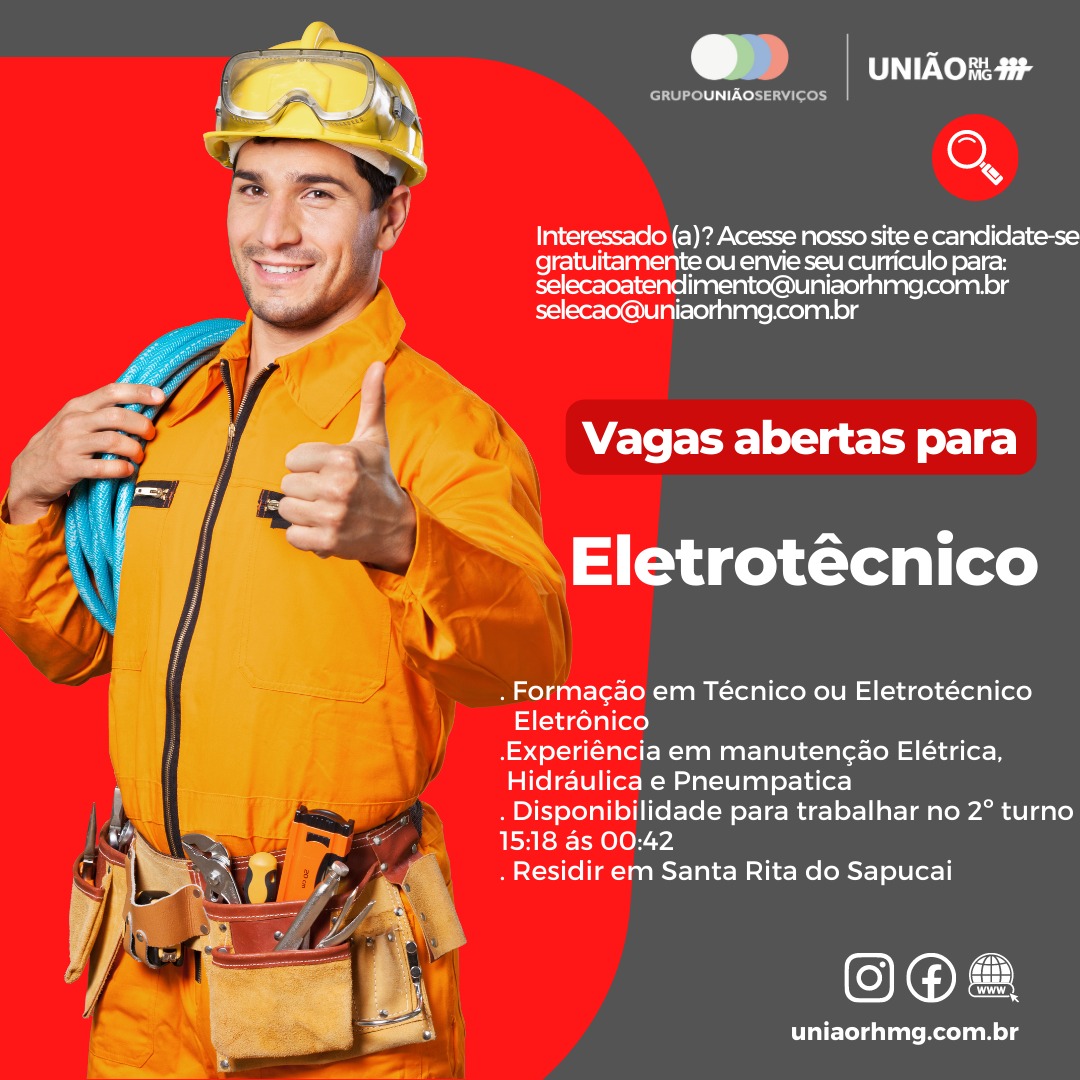 GRUPOUNIÃOSERVIÇOS
UNIÃO RH MG
Interessado (a)? Acesse nosso site e candidate-se
gratuitamente ou envie seu currículo para:
selecaoatendimento@uniaorhmg.com.br
selecao@uniaorhmg.com.br
Vagas abertas para
Eletrotêcnico
. Formação em Técnico ou Eletrotécnico
Eletrônico
.Experiência em manutenção Elétrica,
Hidráulica e Pneumpatica
. Disponibilidade para trabalhar no 2º turno
15:18 ás 00:42
. Residir em Santa Rita do Sapucai
20 cm
www
uniaorhmg.com.br